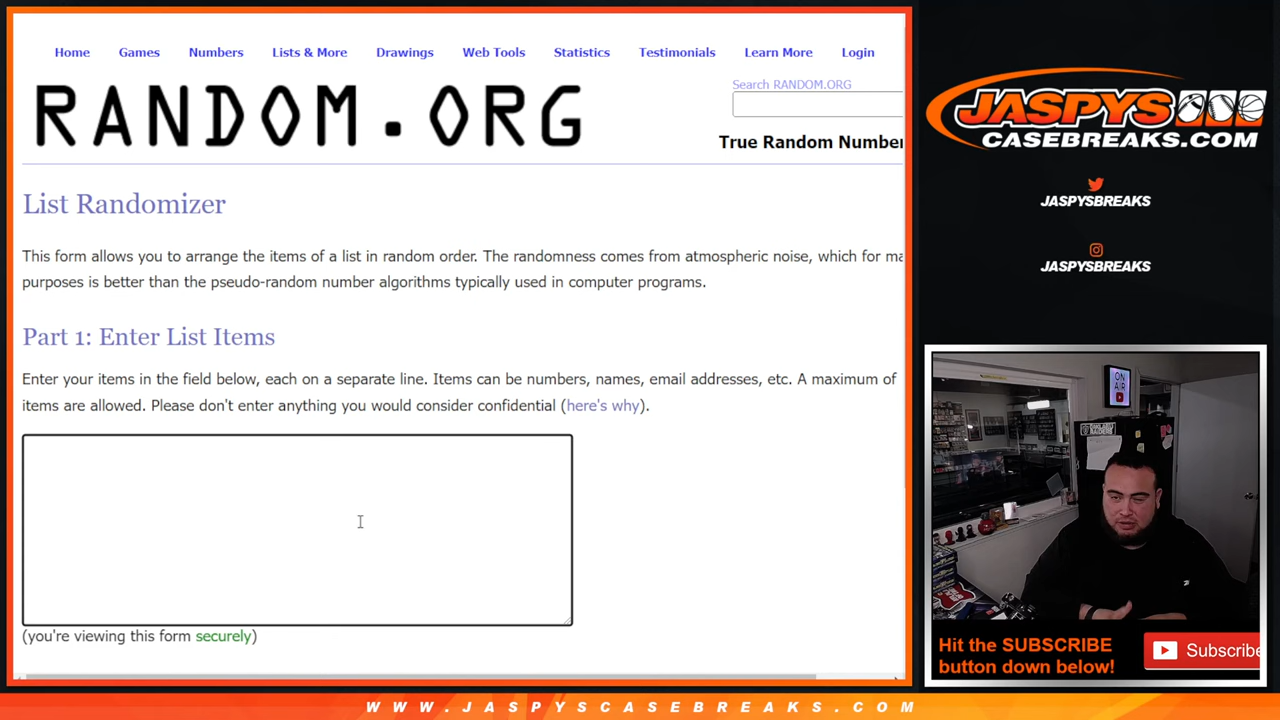 Home Games Numbers Lists & More Drawings Web Tools Statistics Testimonials Learn More Login
RANDOM.ORG
Search RANDOM.ORG
True Random Number
List Randomizer
This form allows you to arrange the items of a list in random order. The randomness comes from atmospheric noise, which for ma
purposes is better than the pseudo-random number algorithms typically used in computer programs.
Part 1: Enter List Items
Enter your items in the field below, each on a separate line. Items can be numbers, names, email addresses, etc. A maximum of
items are allowed. Please don't enter anything you would consider confidential (here's why).
(you're viewing this form securely)
JASPYS
CASEBREAKS.COM
JASPYSBREAKS
JASPYSBREAKS
ON
AIR
Hit the SUBSCRIBE
button down below!
Subscribe
WWW.JASPYSCASEBREAKS.COM